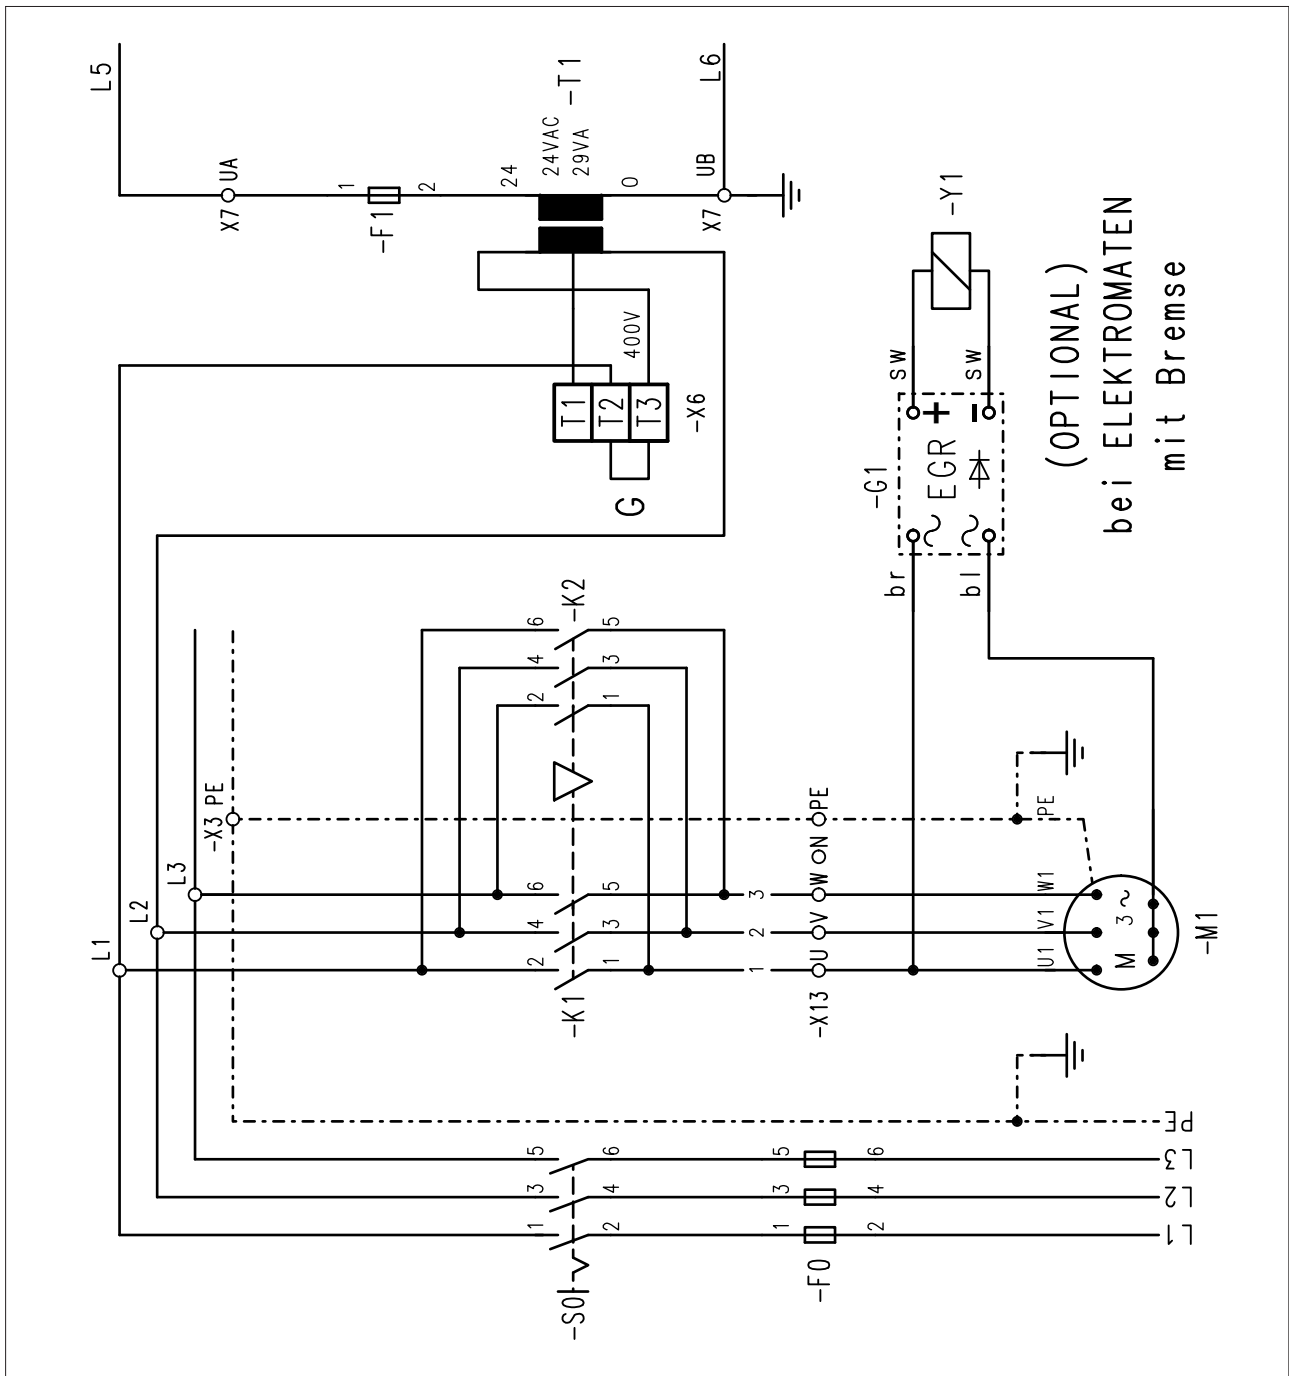 L1
L2
L3
PE
-F0
1
2
3
4
5
6
-S0
1
2
3
4
5
6
L1
L2
L3
-X3 PE
-K1
2
1
4
3
6
5
-K2
2
1
4
3
6
5
1
2
3
-X13
U
V
W
N
PE
U1
V1
W1
PE
M
3 ~
-M1
L5
X7
UA
-F1
1
2
24
24VAC
29VA
-T1
0
X7
UB
L6
400V
T1
T2
T3
-X6
G
-G1
br
bl
~
~
EGR
+
-
sw
sw
-Y1
(OPTIONAL)
bei ELEKTROMATEN
mit Bremse